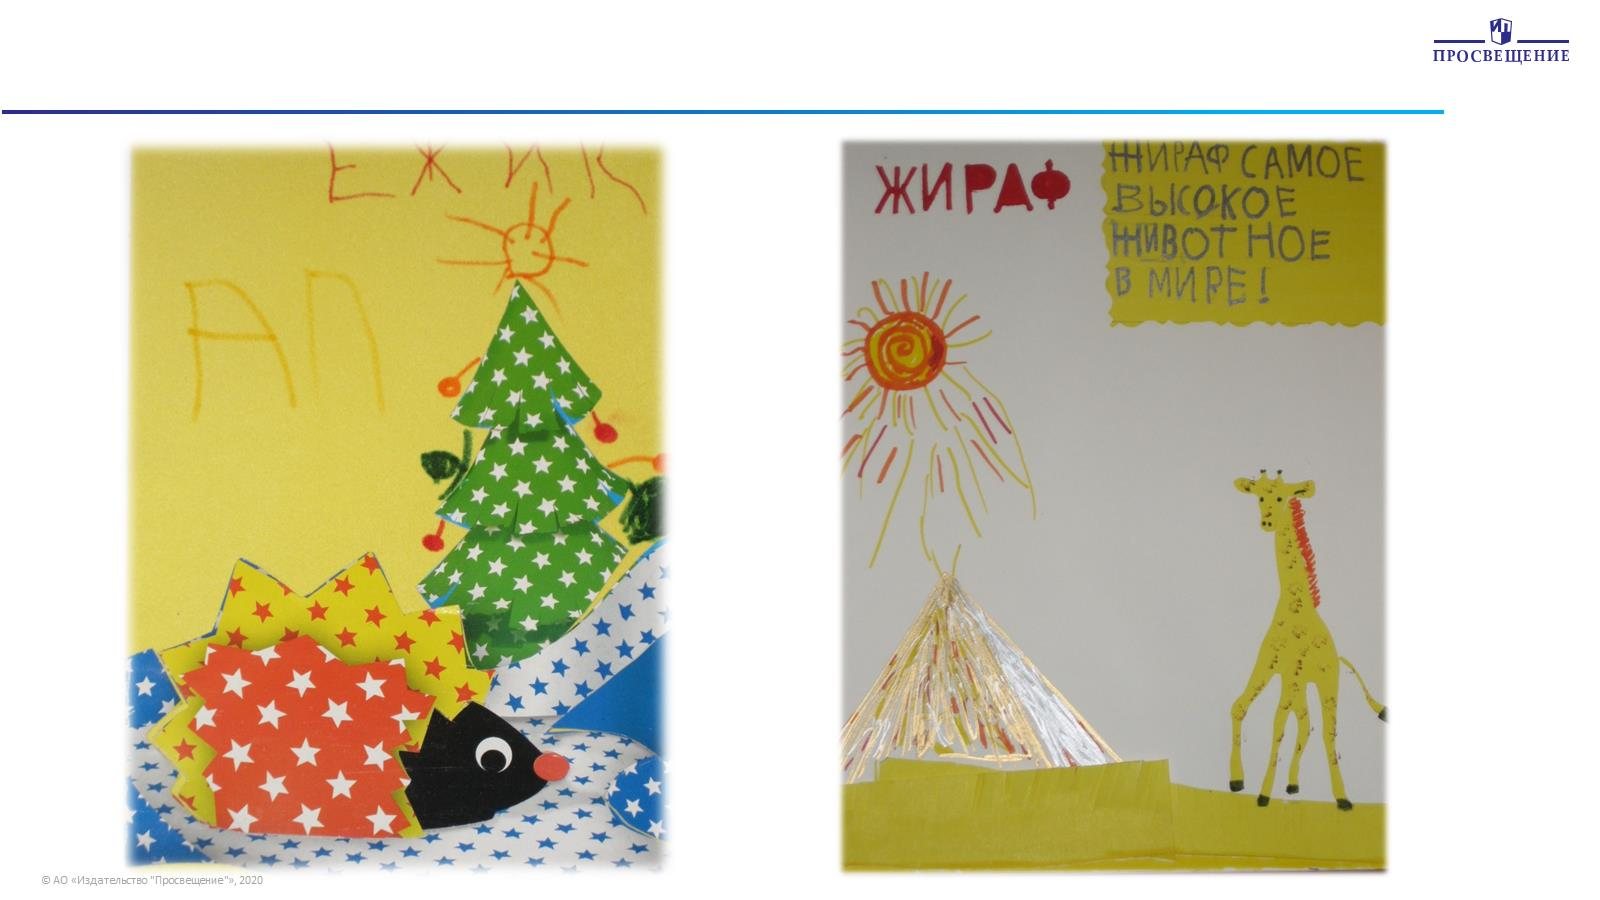 ПРОСВЕЩЕНИЕ
ЕЖИК
АП
ЖИРАФ
ЖИРАФ САМОЕ
ВЫСОКОЕ
ЖИВОТНОЕ
В МИРЕ!
© АО «Издательство "Просвещение"», 2020